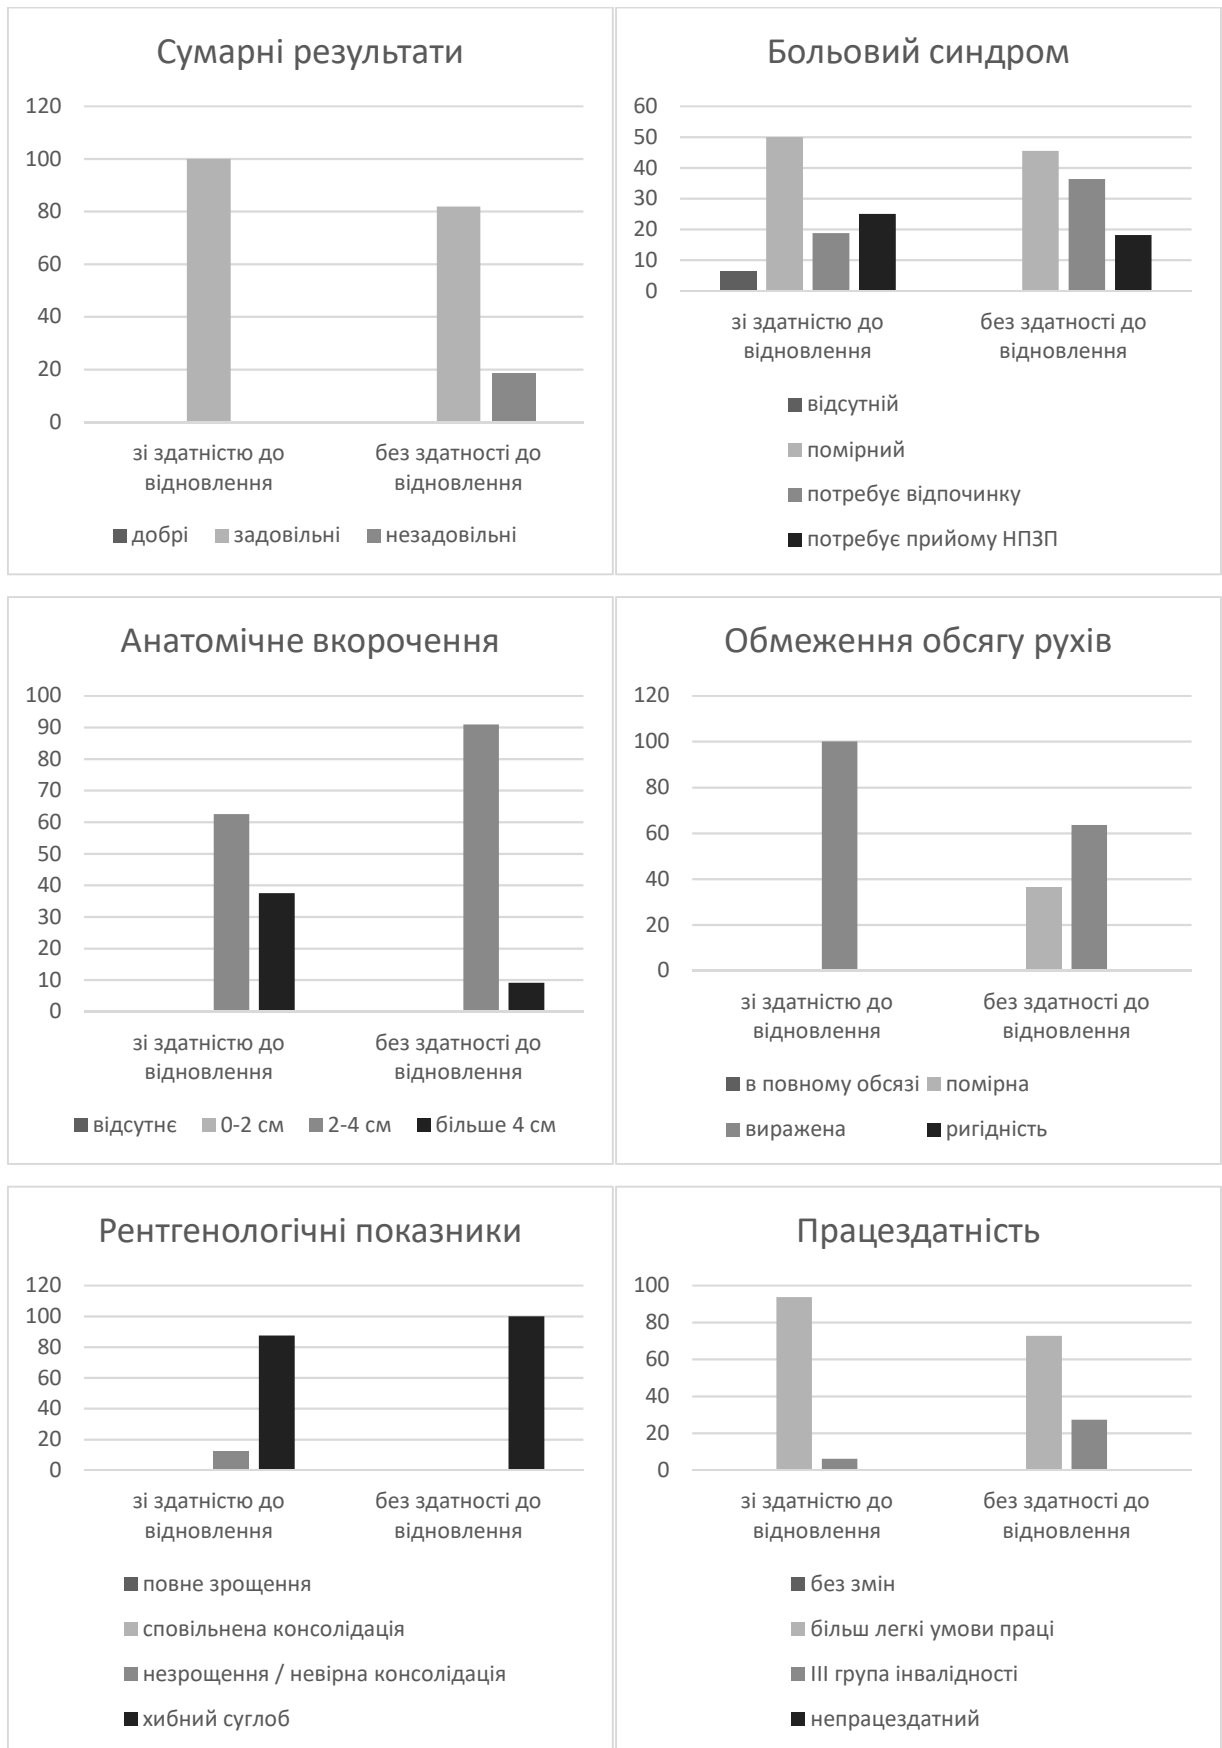 Сумарні результати
120
100
80
60
40
20
0
зі здатністю до
відновлення
без здатності до
відновлення
добрі задовільні незадовільні
Больовий синдром
60
50
40
30
20
10
0
зі здатністю до
відновлення
без здатності до
відновлення
відсутній
помірний
потребує відпочинку
потребує прийому НПЗП
Анатомічне вкорочення
100
90
80
70
60
50
40
30
20
10
0
зі здатністю до
відновлення
без здатності до
відновлення
відсутнє 0-2 см 2-4 см більше 4 см
Обмеження обсягу рухів
120
100
80
60
40
20
0
зі здатністю до
відновлення
без здатності до
відновлення
в повному обсязі помірна
виражена ригідність
Рентгенологічні показники
120
100
80
60
40
20
0
зі здатністю до
відновлення
без здатності до
відновлення
повне зрощення
сповільнена консолідація
незрощення / невірна консолідація
хибний суглоб
Працездатність
100
80
60
40
20
0
зі здатністю до
відновлення
без здатності до
відновлення
без змін
більш легкі умови праці
ІІІ група інвалідності
непрацездатний